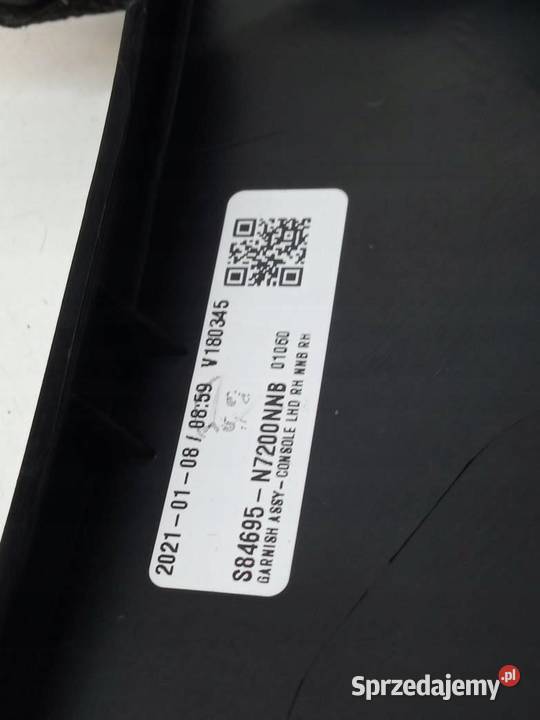 2021-01-08 / 08:59 V180345
S84695-N7200NNB 01060
GARNISH ASSY-CONSOLE LHD RH NNB RH
Sprzedajemy.pl